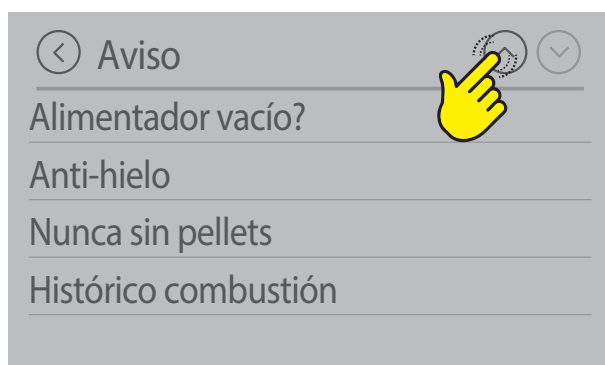 Aviso
Alimentador vacío?
Anti-hielo
Nunca sin pellets
Histórico combustión